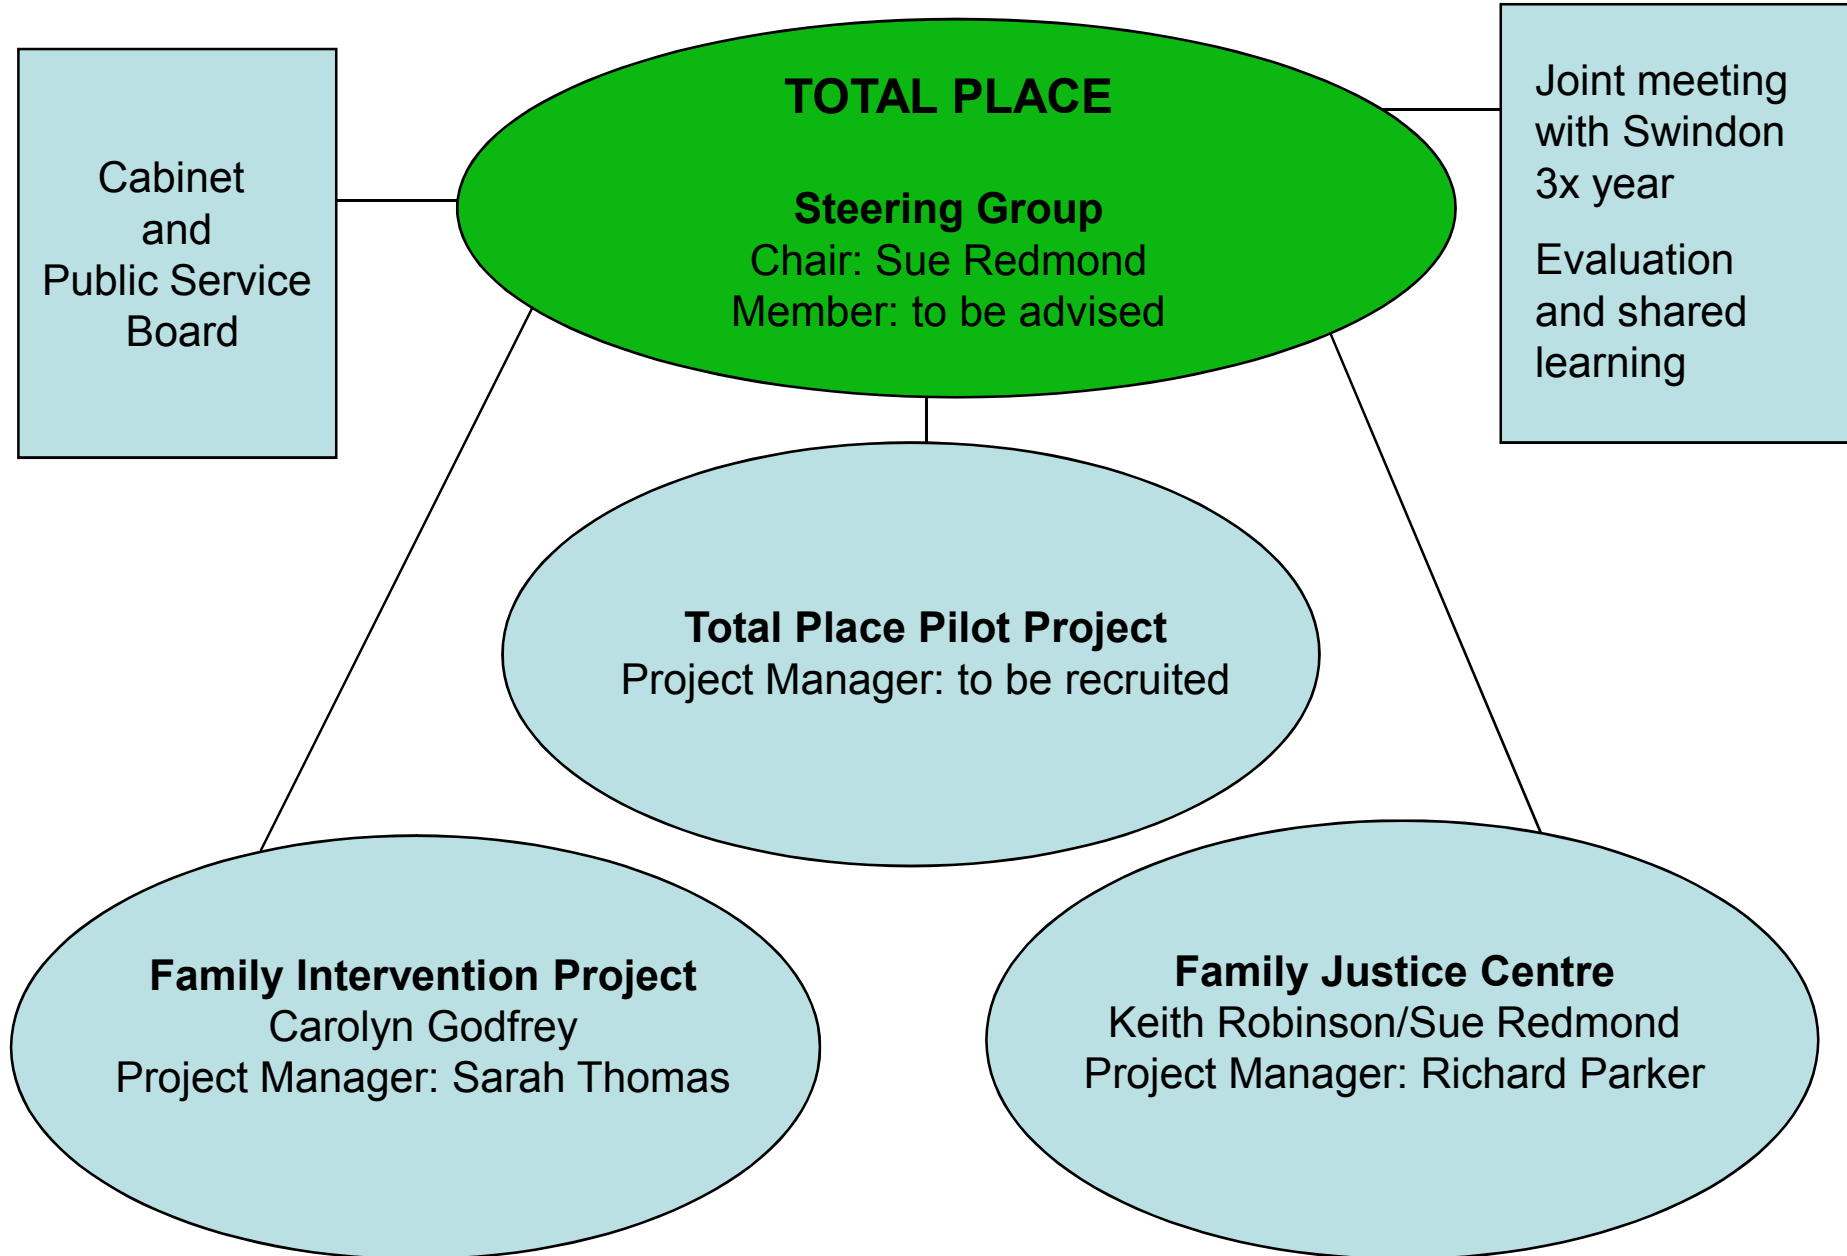 Cabinet
and
Public Service
Board
TOTAL PLACE
Steering Group
Chair: Sue Redmond
Member: to be advised
Joint meeting
with Swindon
3x year
Evaluation
and shared
learning
Total Place Pilot Project
Project Manager: to be recruited
Family Intervention Project
Carolyn Godfrey
Project Manager: Sarah Thomas
Family Justice Centre
Keith Robinson/Sue Redmond
Project Manager: Richard Parker